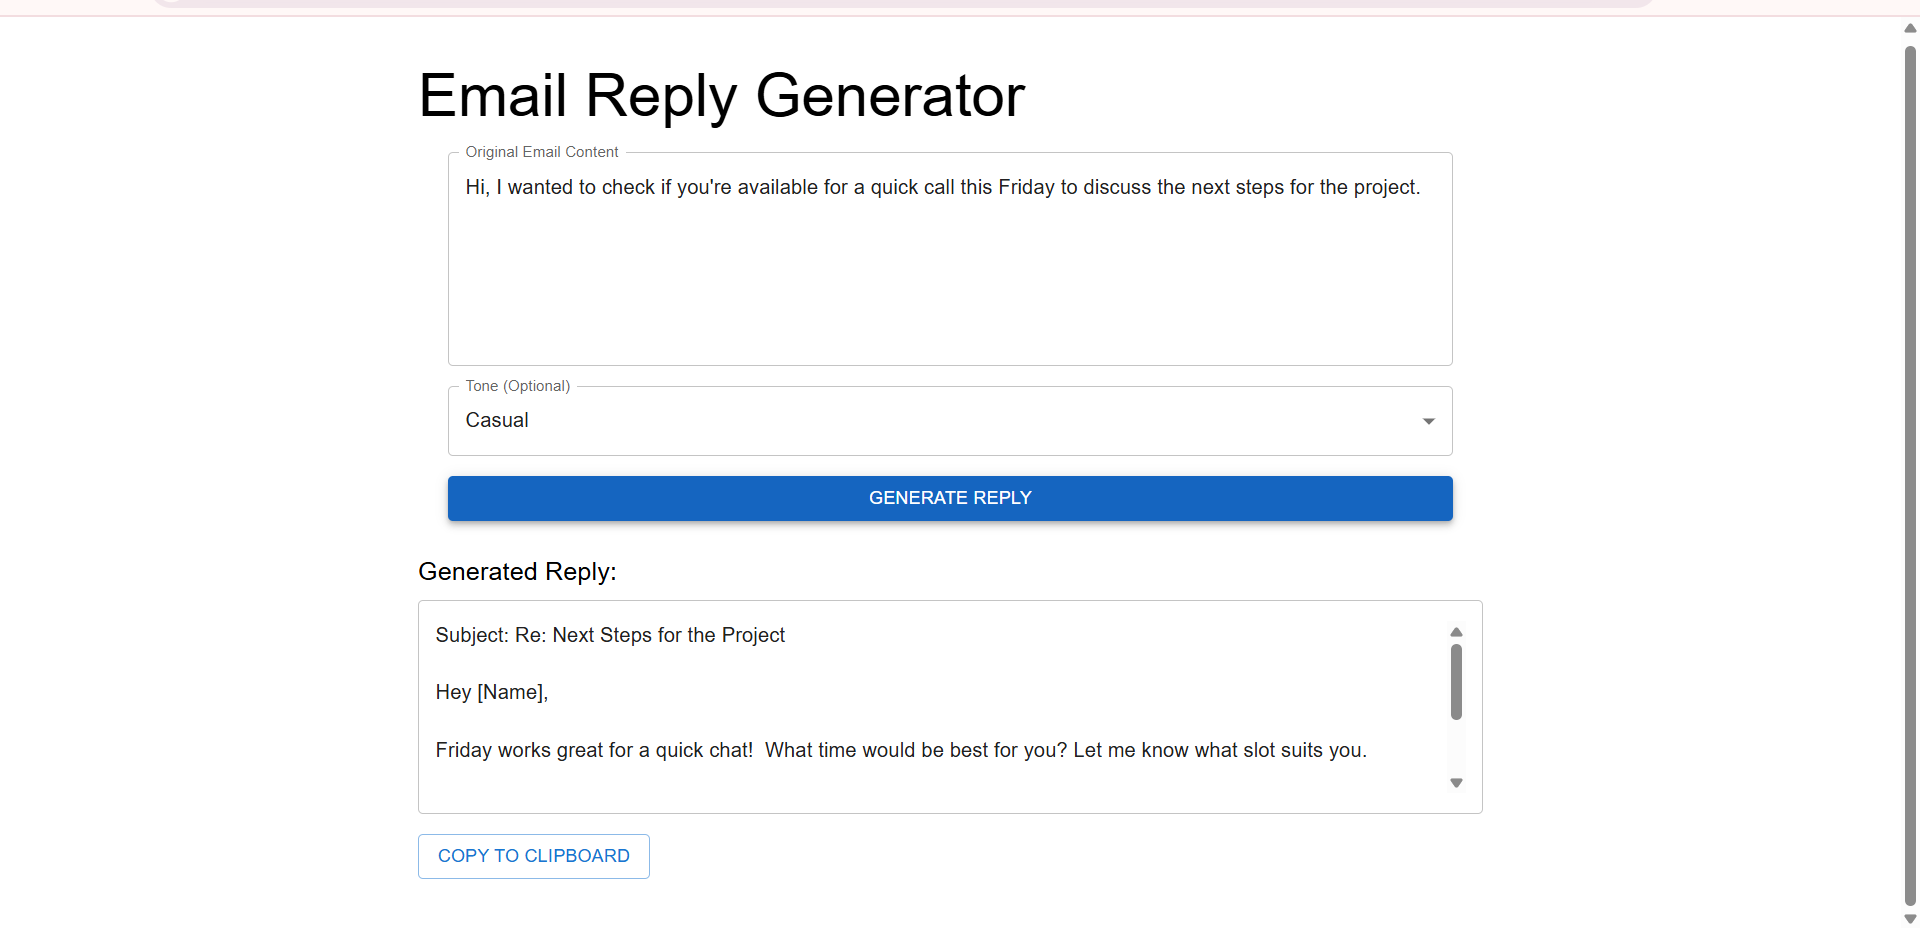 Email Reply Generator
Original Email Content
Hi, I wanted to check if you're available for a quick call this Friday to discuss the next steps for the project.
Tone (Optional)
Casual
GENERATE REPLY
Generated Reply:
Subject: Re: Next Steps for the Project
Hey [Name],
Friday works great for a quick chat!  What time would be best for you? Let me know what slot suits you.
COPY TO CLIPBOARD